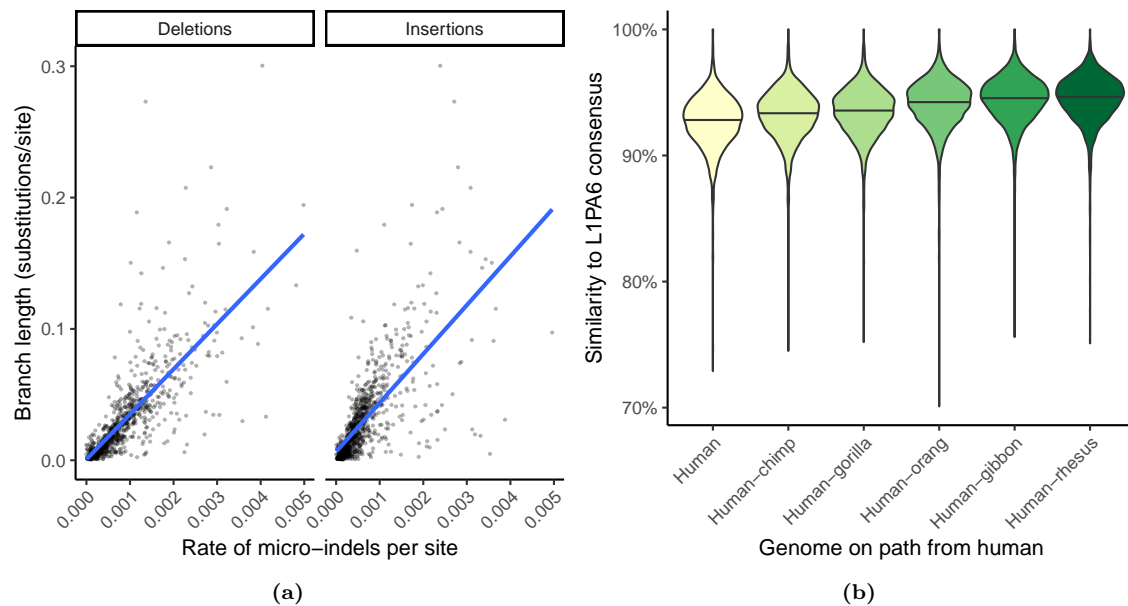 Deletions
Insertions
Branch length (substitutions/site)
0.3
0.2
0.1
0.0
0.000
0.001
0.002
0.003
0.004
0.005
0.000
0.001
0.002
0.003
0.004
0.005
Rate of micro−indels per site
(a)
Similarity to L1PA6 consensus
100%
90%
80%
70%
Human
Human−chimp
Human−gorilla
Human−orang
Human−gibbon
Human−rhesus
Genome on path from human
(b)